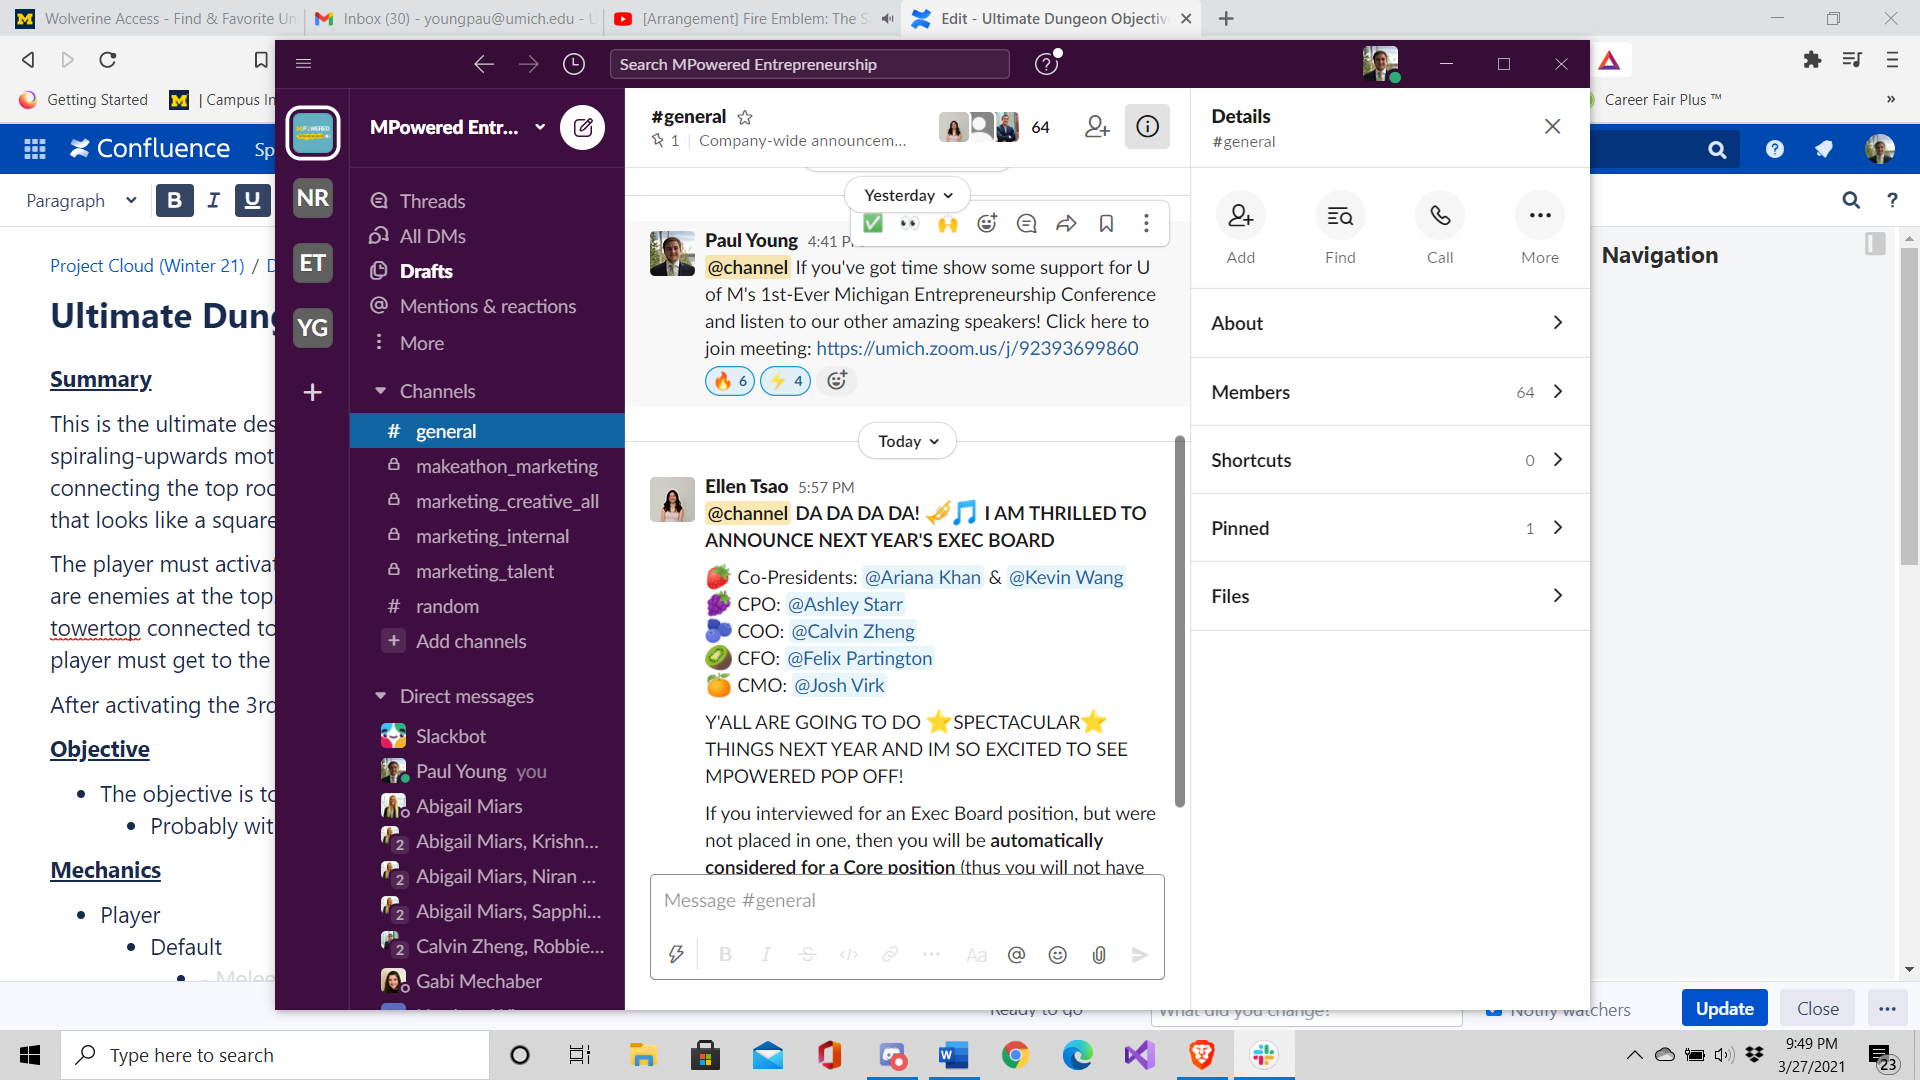 Wolverine Access - Find & Favorite Un
Inbox (30) - youngpau@umich.edu - U
[Arrangement] Fire Emblem: The S
Edit - Ultimate Dungeon Objectiv
Search MPowered Entrepreneurship
Getting Started
| Campus In
Career Fair Plus ™
»
Confluence
Sp
Paragraph
B I U
Project Cloud (Winter 21) / D
Ultimate Dung
Summary
This is the ultimate des
spiraling-upwards mot
connecting the top roo
that looks like a square
The player must activat
are enemies at the top.
towertop connected to
player must get to the
After activating the 3rd
Objective
The objective is to
Probably wit
Mechanics
Player
Default
- Melee
MPOWERED
NR
ET
YG
+
MPowered Entr...
Threads
All DMs
Drafts
Mentions & reactions
More
Channels
# general
makeathon_marketing
marketing_creative_all
marketing_internal
marketing_talent
# random
+ Add channels
Direct messages
Slackbot
Paul Young you
Abigail Miars
2 Abigail Miars, Krishn...
2 Abigail Miars, Niran ...
2 Abigail Miars, Sapphi...
2 Calvin Zheng, Robbie...
Gabi Mechaber
#general
1 | Company-wide announcem...
64
Yesterday
Paul Young 4:41 P
@channel If you've got time show some support for U
of M's 1st-Ever Michigan Entrepreneurship Conference
and listen to our other amazing speakers! Click here to
join meeting: https://umich.zoom.us/j/92393699860
🔥 6 ⚡ 4
Today
Ellen Tsao 5:57 PM
@channel DA DA DA DA! 🎺🎵 I AM THRILLED TO
ANNOUNCE NEXT YEAR'S EXEC BOARD
🍓 Co-Presidents: @Ariana Khan & @Kevin Wang
🍇 CPO: @Ashley Starr
🫐 COO: @Calvin Zheng
🥝 CFO: @Felix Partington
🍊 CMO: @Josh Virk
Y'ALL ARE GOING TO DO ⭐SPECTACULAR⭐
THINGS NEXT YEAR AND IM SO EXCITED TO SEE
MPOWERED POP OFF!
If you interviewed for an Exec Board position, but were
not placed in one, then you will be automatically
considered for a Core position (thus you will not have
Message #general
B I S </> Aa @
Details
#general
Add
Find
Call
More
About
Members 64
Shortcuts 0
Pinned 1
Files
Navigation
Ready to go
What did you change?
Notify watchers
Update
Close
Type here to search
9:49 PM
3/27/2021
23